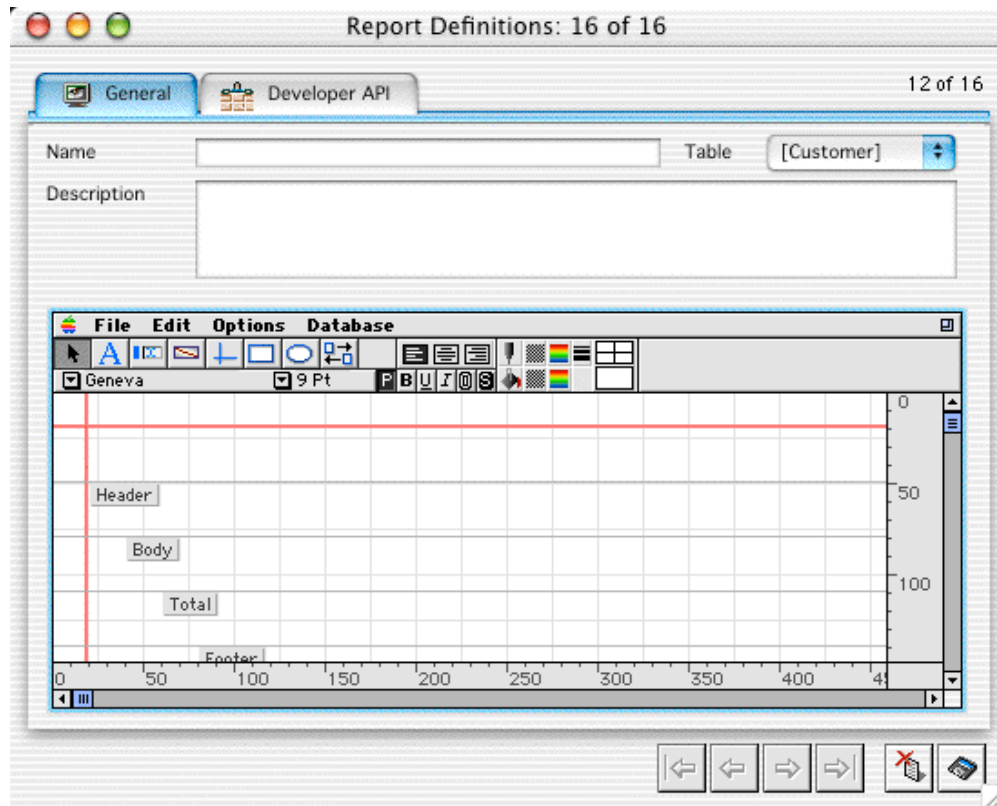 Report Definitions: 16 of 16
General Developer API 12 of 16
Name Table [Customer]
Description
File Edit Options Database
A
Geneva 9 Pt P B U I O S
0
Header
50
Body
100
Total
Footer
0 50 100 150 200 250 300 350 400